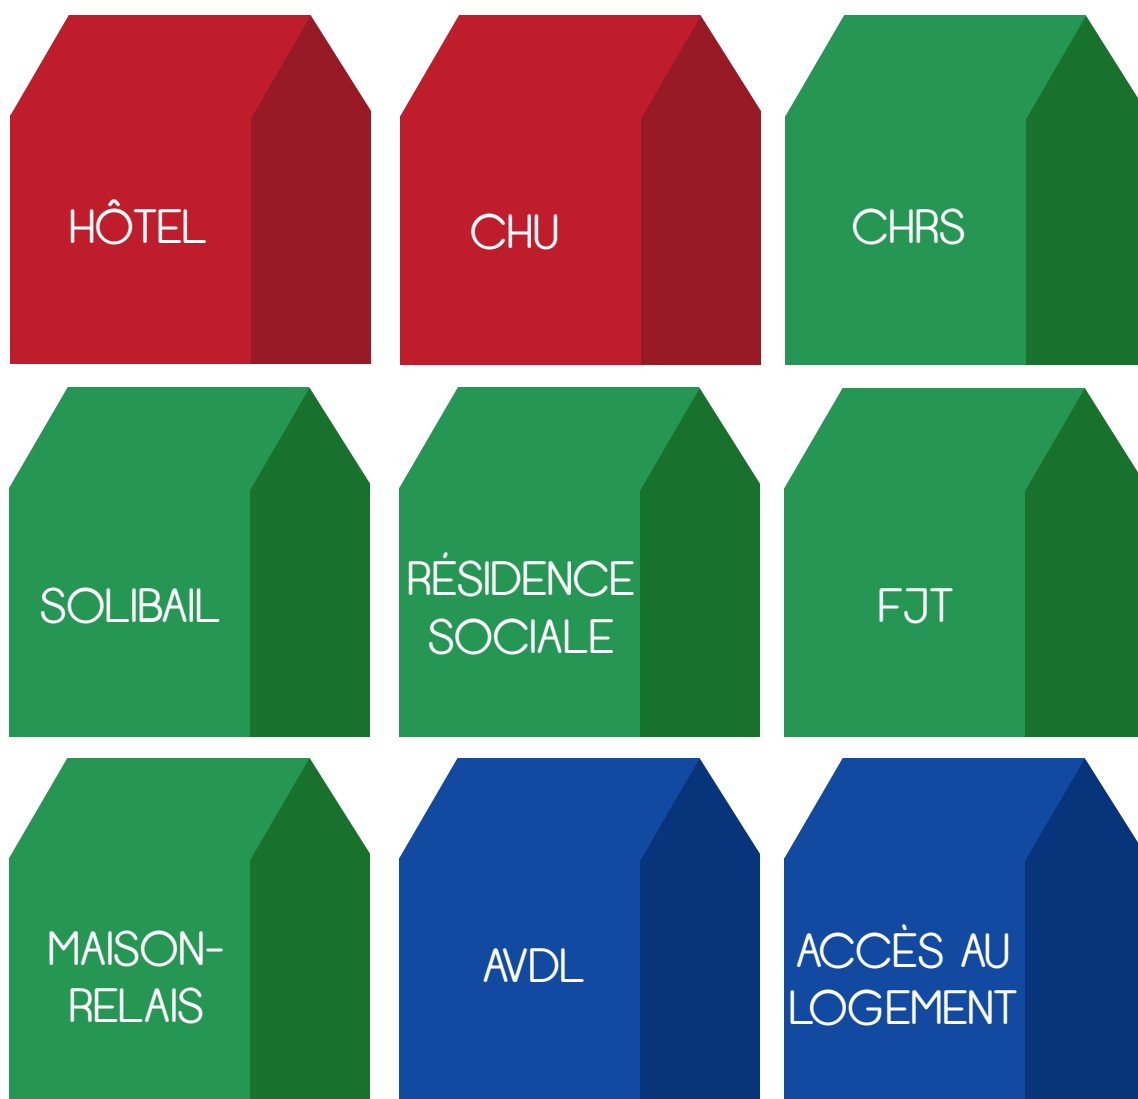 HÔTEL
CHU
CHRS
SOLIBAIL
RÉSIDENCE
SOCIALE
FJT
MAISON-
RELAIS
AVDL
ACCÈS AU
LOGEMENT